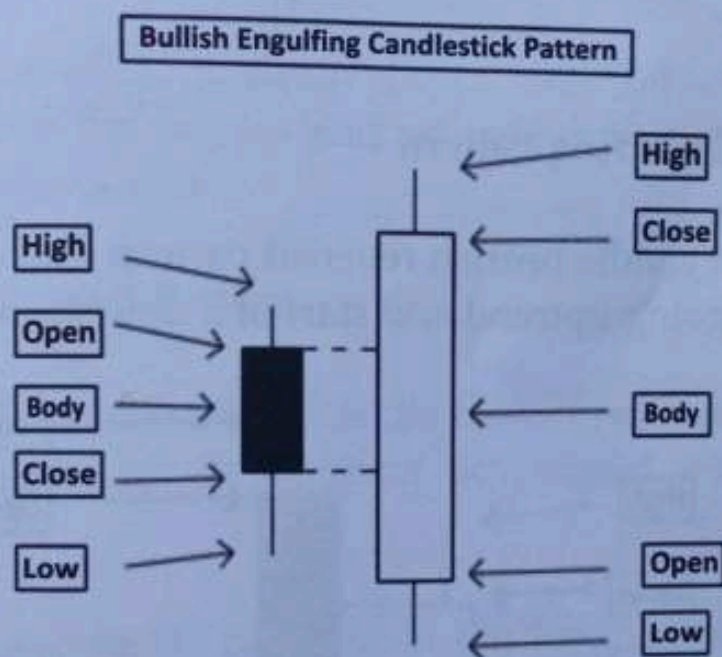 Bullish Engulfing Candlestick Pattern
High
Open
Body
Close
Low
High
Close
Body
Open
Low